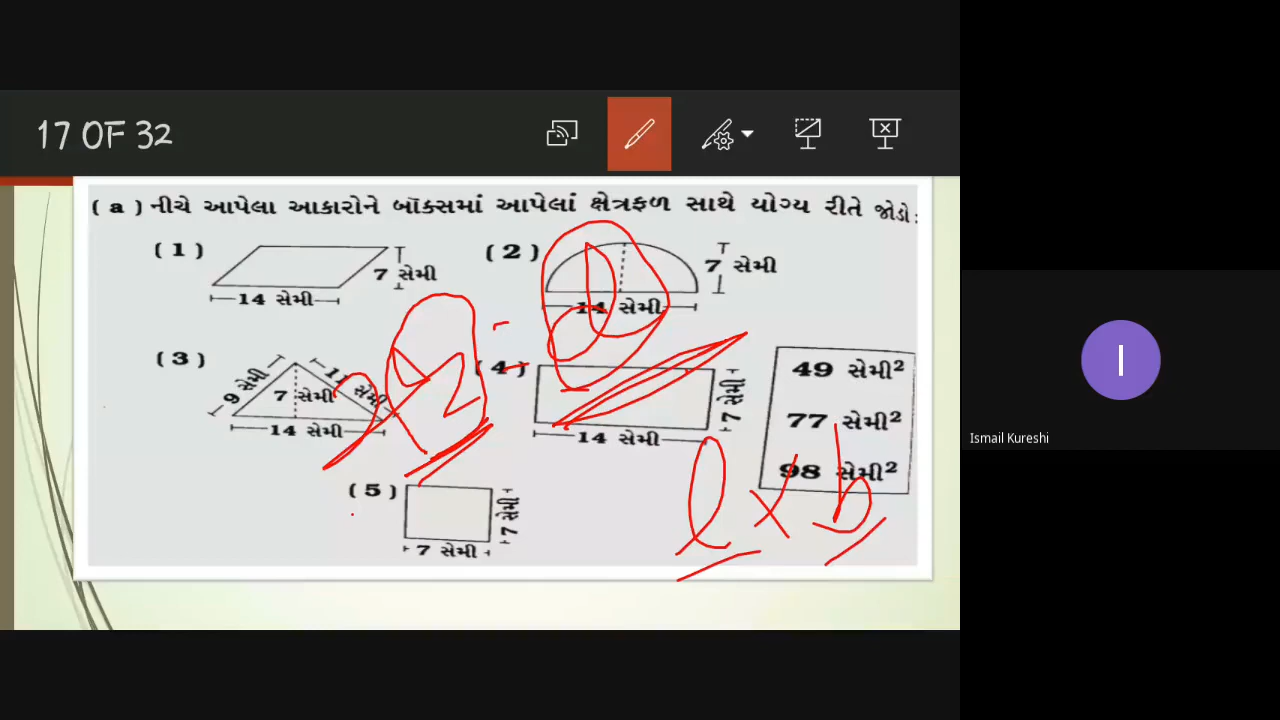 17 OF 32
( a ) નીચે આપેલા આકારોને બૉક્સમાં આપેલાં ક્ષેત્રફળ સાથે યોગ્ય રીતે જોડો :
( 1 )
7 સેમી
14 સેમી
( 2 )
7 સેમી
14 સેમી
( 3 )
9 સેમી
7 સેમી
11 સેમી
14 સેમી
( 4 )
7 સેમી
14 સેમી
49 સેમી²
77 સેમી²
98 સેમી²
( 5 )
7 સેમી
7 સેમી
l × b
I
Ismail Kureshi